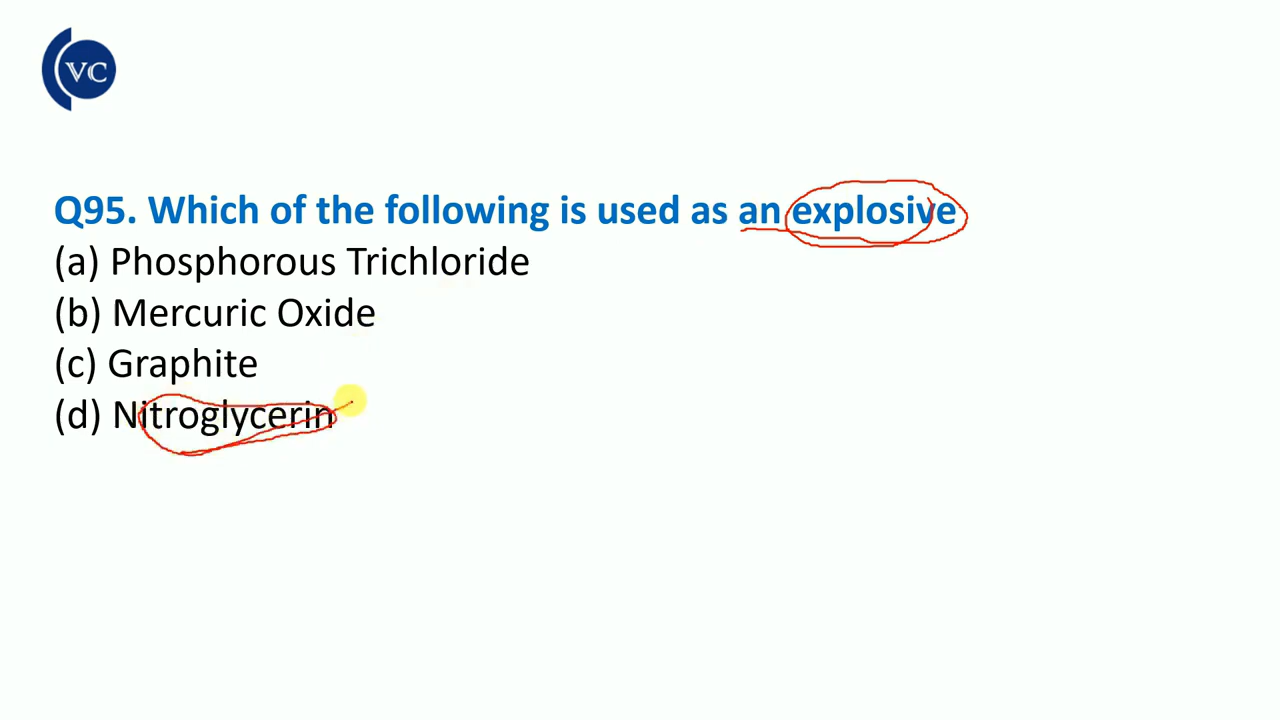 VC
Q95. Which of the following is used as an explosive
(a) Phosphorous Trichloride
(b) Mercuric Oxide
(c) Graphite
(d) Nitroglycerin